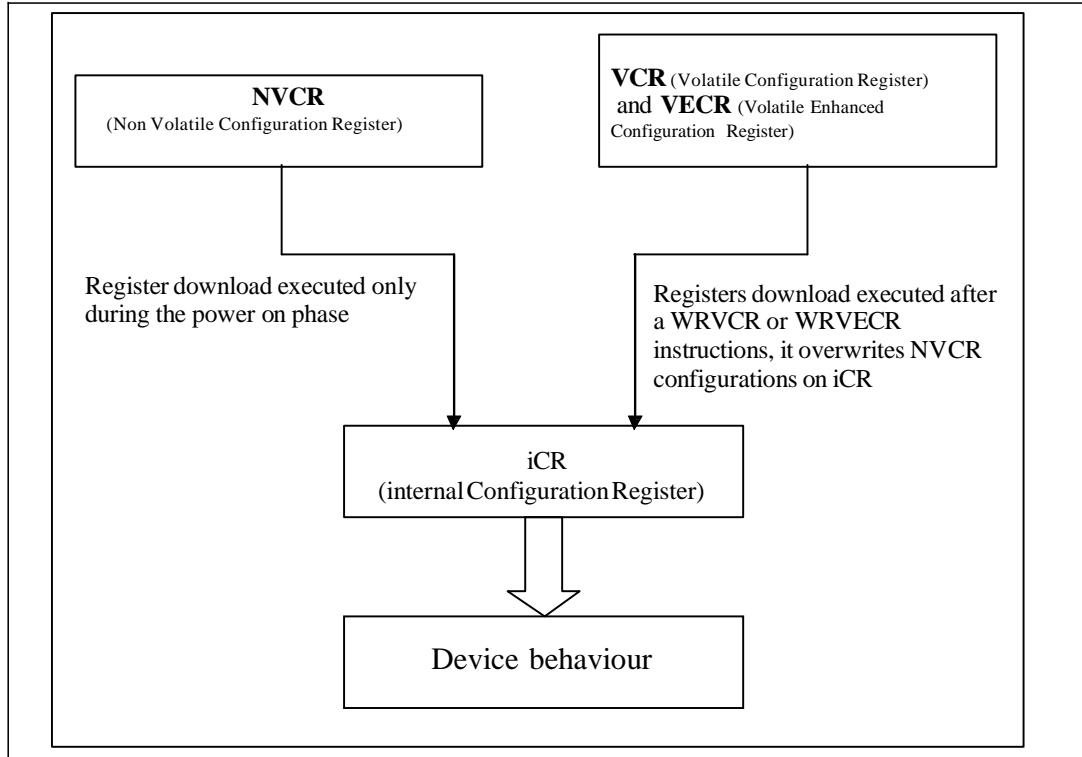 NVCR
(Non Volatile Configuration Register)
VCR (Volatile Configuration Register)
and VECR (Volatile Enhanced
Configuration Register)
Register download executed only
during the power on phase
Registers download executed after
a WRVCR or WRVECR
instructions, it overwrites NVCR
configurations on iCR
iCR
(internal Configuration Register)
Device behaviour